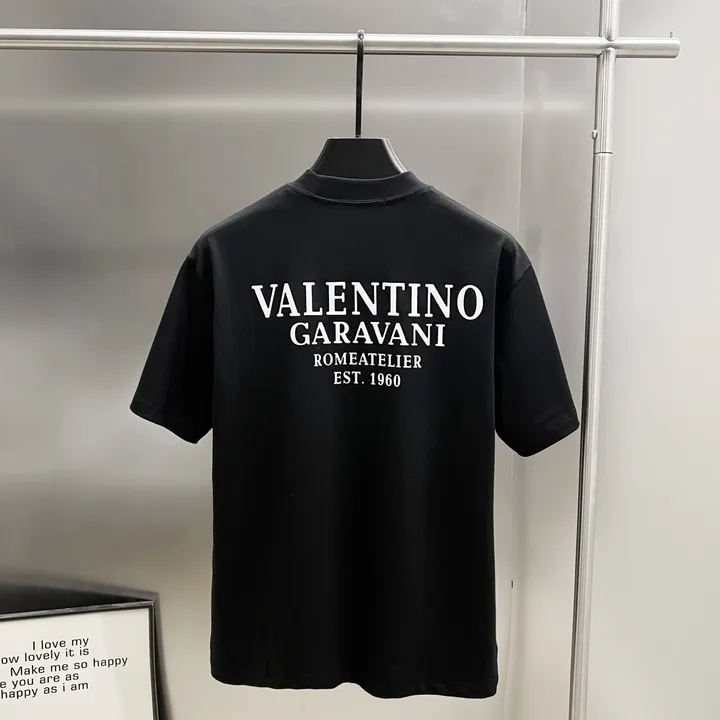 VALENTINO
GARAVANI
ROMEATELIER
EST. 1960
I love my
ow lovely it is
Make me so happy
e you are as
happy as i am